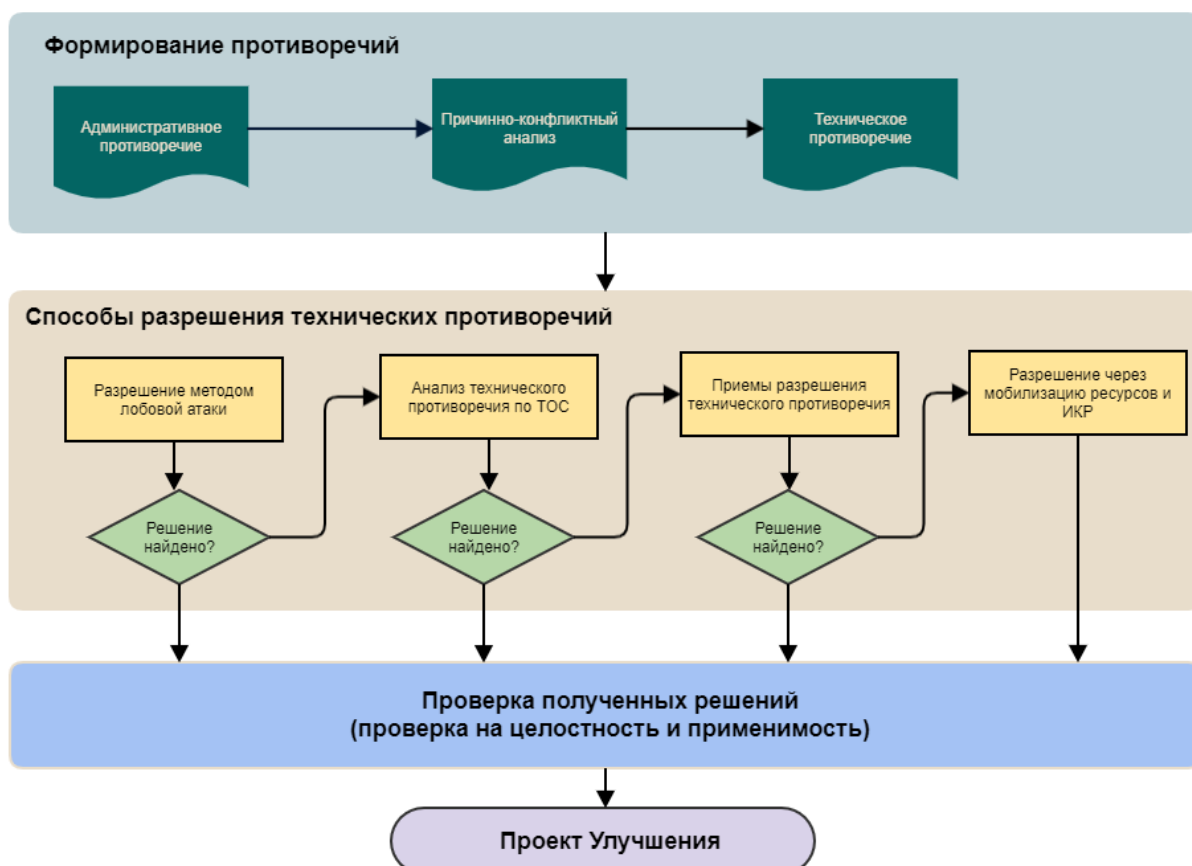 Формирование противоречий
Административное
противоречие
Причинно-конфликтный
анализ
Техническое
противоречие
Способы разрешения технических противоречий
Разрешение методом
лобовой атаки
Анализ технического
противоречия по ТОС
Приемы разрешения
технического противоречия
Разрешение через
мобилизацию ресурсов и
ИКР
Решение
найдено?
Решение
найдено?
Решение
найдено?
Проверка полученных решений
(проверка на целостность и применимость)
Проект Улучшения